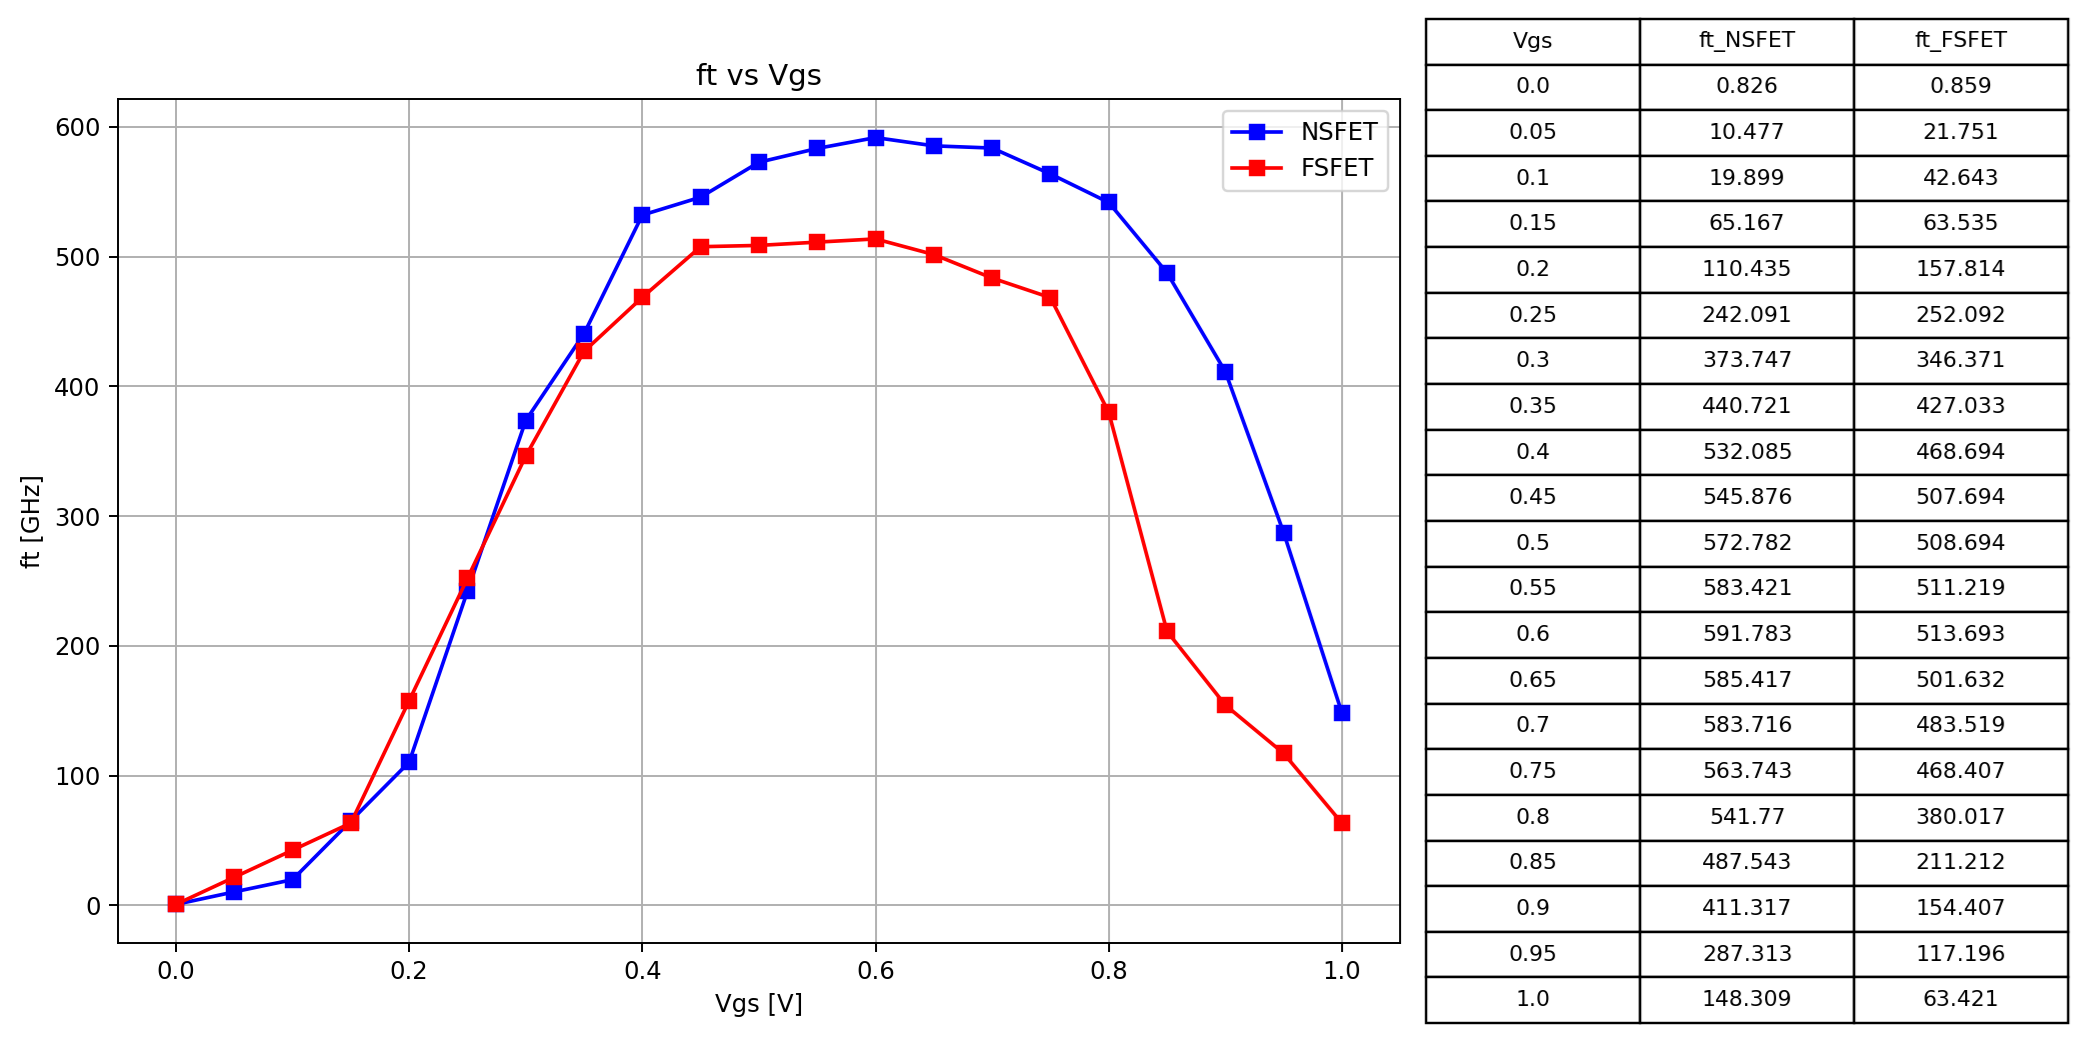 ft vs Vgs
600
500
400
300
200
100
0
ft [GHz]
NSFET
FSFET
0.0 0.2 0.4 0.6 0.8 1.0
Vgs [V]
Vgs ft_NSFET ft_FSFET
0.0 0.826 0.859
0.05 10.477 21.751
0.1 19.899 42.643
0.15 65.167 63.535
0.2 110.435 157.814
0.25 242.091 252.092
0.3 373.747 346.371
0.35 440.721 427.033
0.4 532.085 468.694
0.45 545.876 507.694
0.5 572.782 508.694
0.55 583.421 511.219
0.6 591.783 513.693
0.65 585.417 501.632
0.7 583.716 483.519
0.75 563.743 468.407
0.8 541.77 380.017
0.85 487.543 211.212
0.9 411.317 154.407
0.95 287.313 117.196
1.0 148.309 63.421